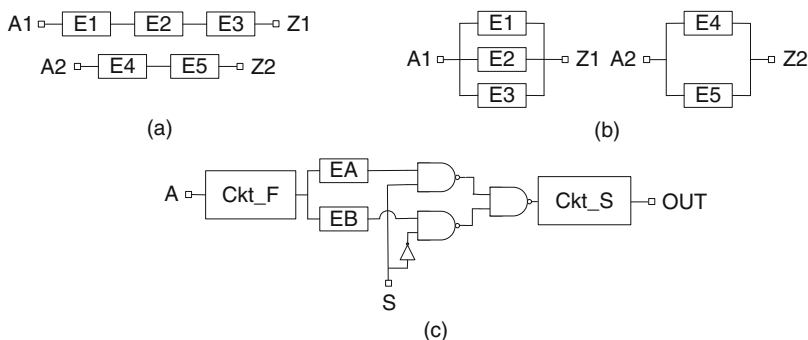 A1 E1 E2 E3 Z1
A2 E4 E5 Z2
(a)
E1
A1 E2 Z1
E3
E4
A2 Z2
E5
(b)
A Ckt_F EA EB Ckt_S OUT
S
(c)